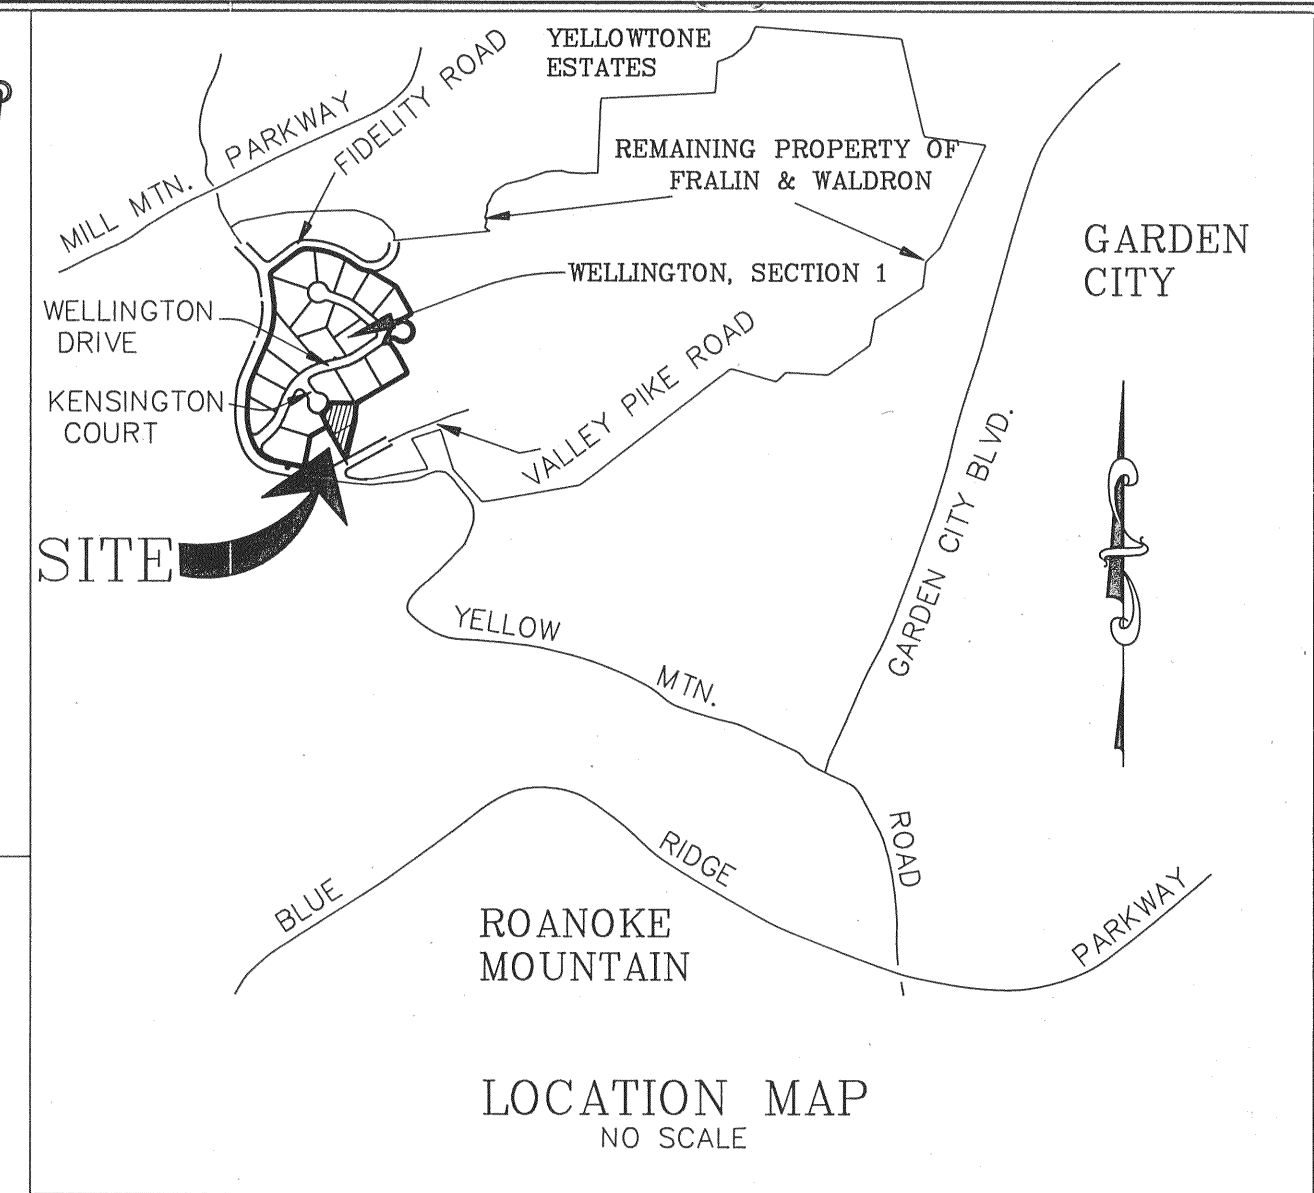 YELLOWTONE
ESTATES
FIDELITY ROAD
MILL MTN. PARKWAY
REMAINING PROPERTY OF
FRALIN & WALDRON
GARDEN
CITY
WELLINGTON, SECTION 1
WELLINGTON
DRIVE
KENSINGTON
COURT
VALLEY PIKE ROAD
GARDEN CITY BLVD.
SITE
YELLOW MTN. ROAD
BLUE RIDGE PARKWAY
ROANOKE
MOUNTAIN
LOCATION MAP
NO SCALE